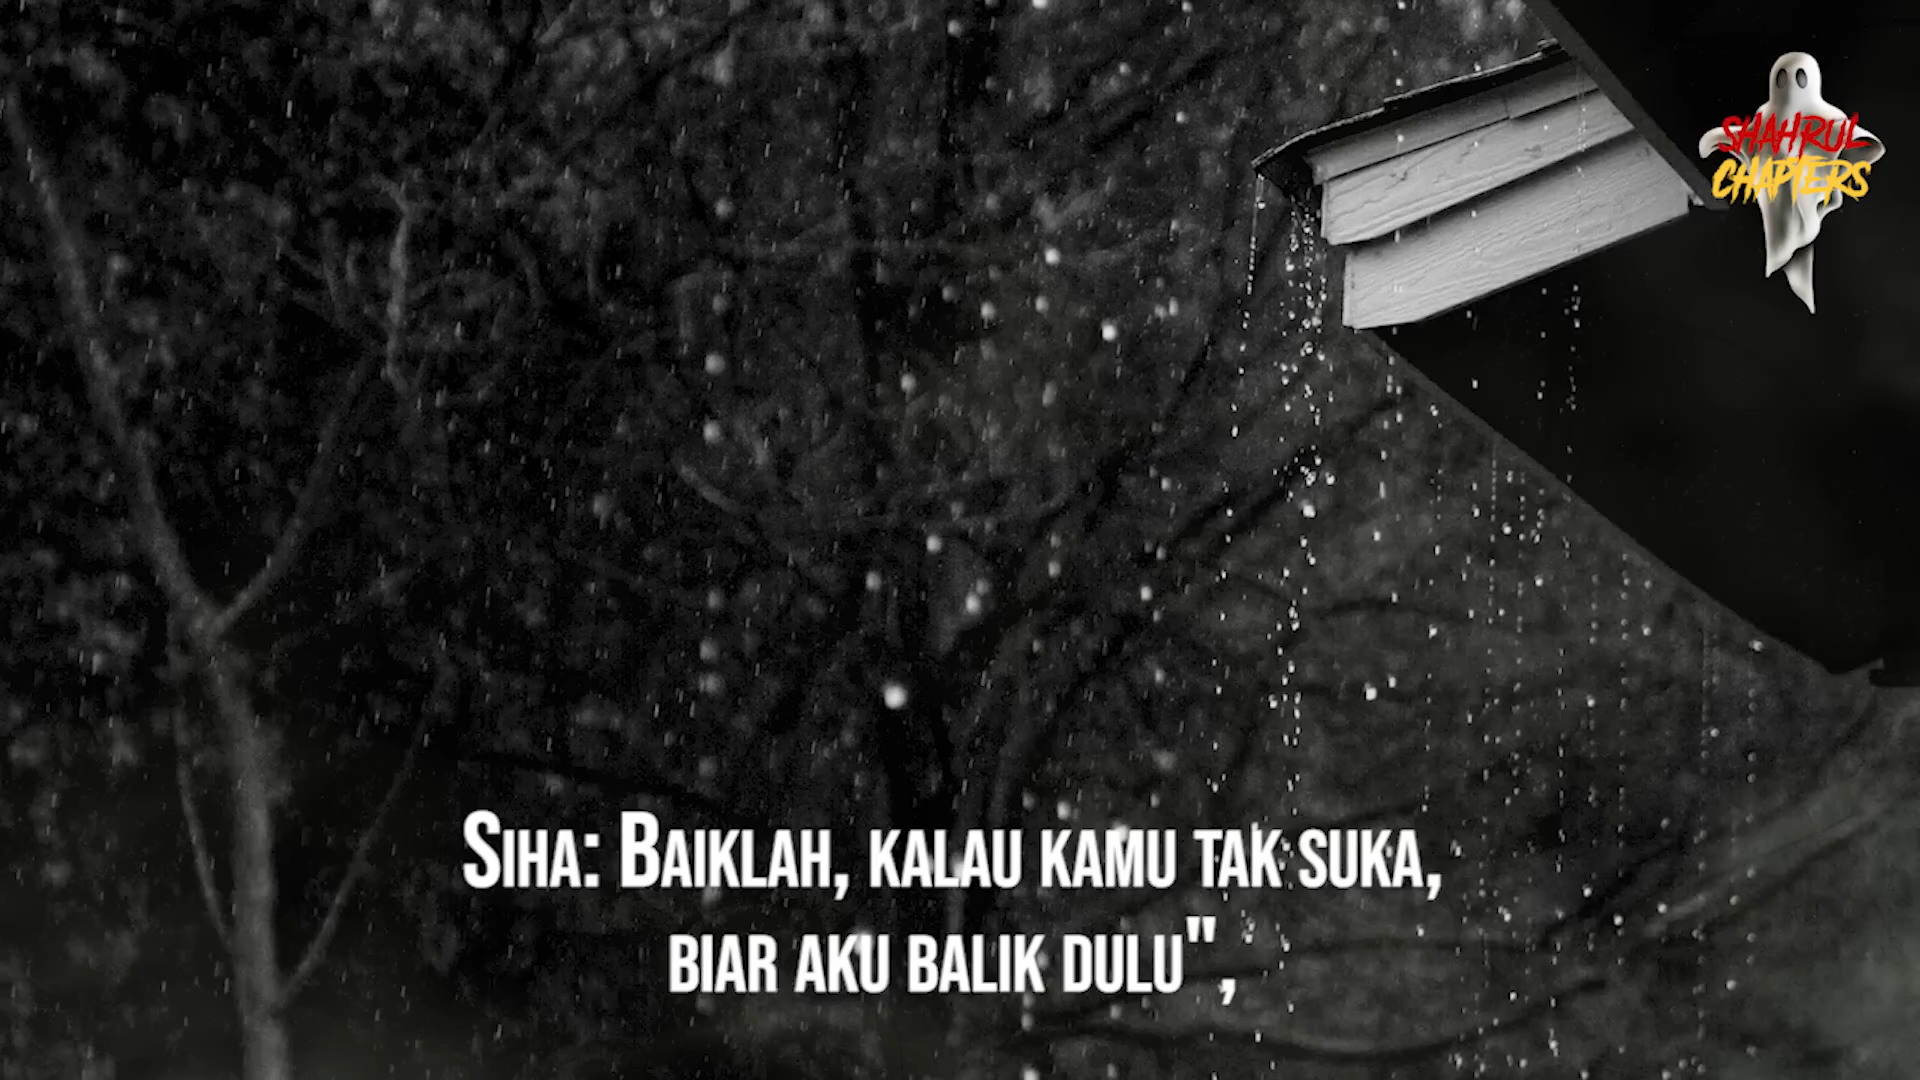 SHAHRUL
CHAPTERS
SIHA: BAIKLAH, KALAU KAMU TAK SUKA,
BIAR AKU BALIK DULU",